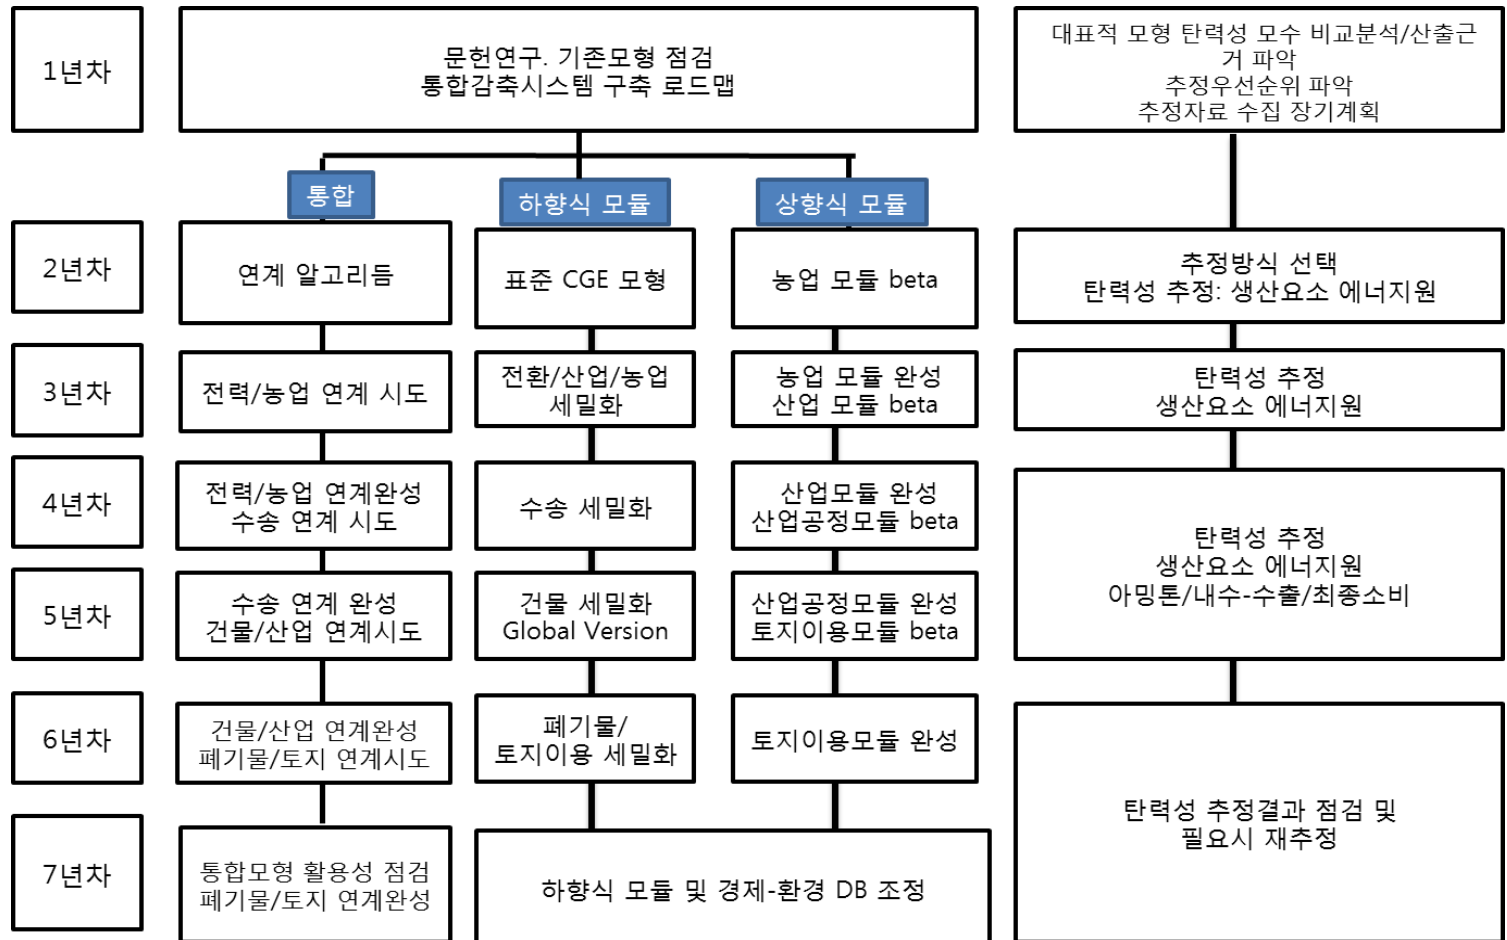 1년차
문헌연구. 기존모형 점검
통합감축시스템 구축 로드맵
대표적 모형 탄력성 모수 비교분석/산출근
거 파악
추정우선순위 파악
추정자료 수집 장기계획
통합
하향식 모듈
상향식 모듈
2년차
연계 알고리듬
표준 CGE 모형
농업 모듈 beta
추정방식 선택
탄력성 추정: 생산요소 에너지원
3년차
전력/농업 연계 시도
전환/산업/농업
세밀화
농업 모듈 완성
산업 모듈 beta
탄력성 추정
생산요소 에너지원
4년차
전력/농업 연계완성
수송 연계 시도
수송 세밀화
산업모듈 완성
산업공정모듈 beta
탄력성 추정
생산요소 에너지원
아밍톤/내수-수출/최종소비
5년차
수송 연계 완성
건물/산업 연계시도
건물 세밀화
Global Version
산업공정모듈 완성
토지이용모듈 beta
6년차
건물/산업 연계완성
폐기물/토지 연계시도
폐기물/
토지이용 세밀화
토지이용모듈 완성
탄력성 추정결과 점검 및
필요시 재추정
7년차
통합모형 활용성 점검
폐기물/토지 연계완성
하향식 모듈 및 경제-환경 DB 조정